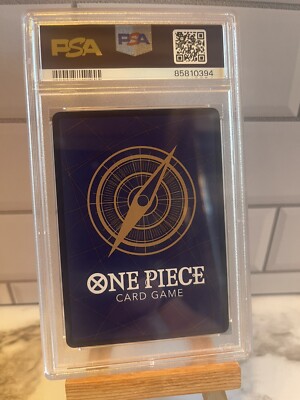 PSA
PSA
85810394
ONE PIECE
CARD GAME